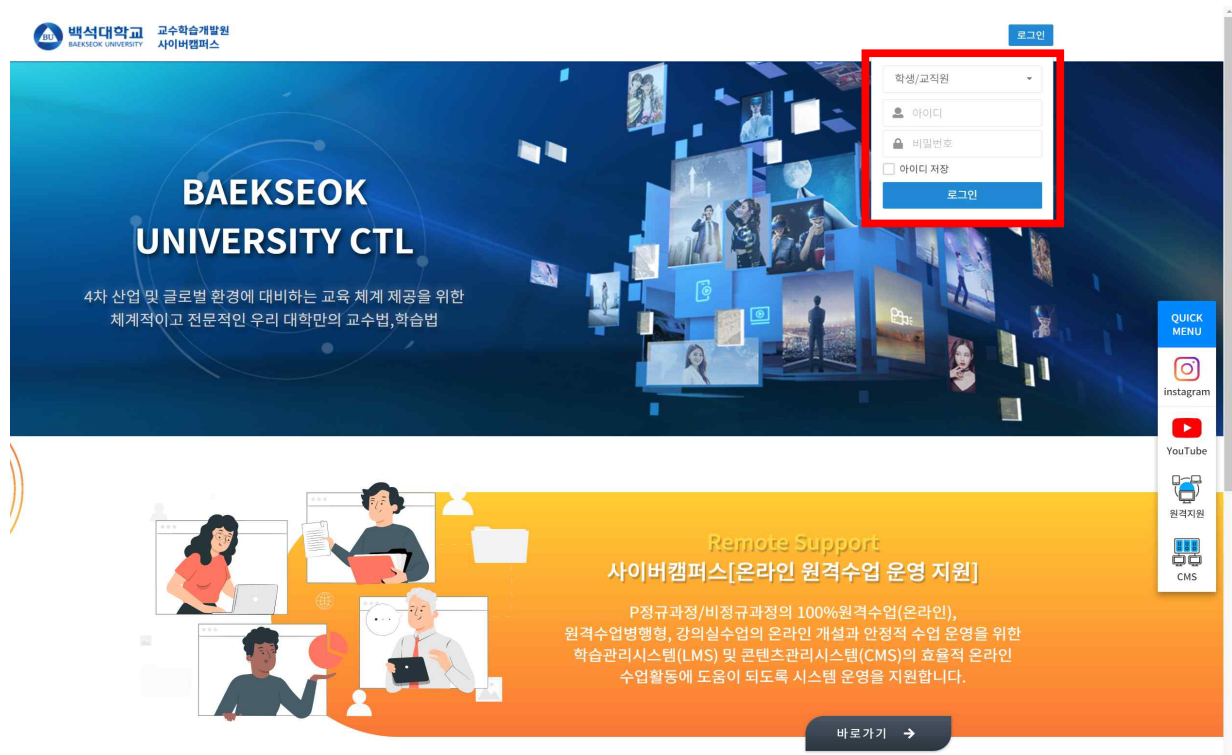 백석대학교
BAEKSEOK UNIVERSITY
교수학습개발원
사이버캠퍼스
로그인
학생/교직원
아이디
비밀번호
아이디 저장
로그인
BAEKSEOK
UNIVERSITY CTL
4차 산업 및 글로벌 환경에 대비하는 교육 체계 제공을 위한
체계적이고 전문적인 우리 대학만의 교수법,학습법
QUICK
MENU
instagram
YouTube
원격지원
CMS
Remote Support
사이버캠퍼스[온라인 원격수업 운영 지원]
P정규과정/비정규과정의 100%원격수업(온라인),
원격수업병행형, 강의실수업의 온라인 개설과 안정적 수업 운영을 위한
학습관리시스템(LMS) 및 콘텐츠관리시스템(CMS)의 효율적 온라인
수업활동에 도움이 되도록 시스템 운영을 지원합니다.
바로가기